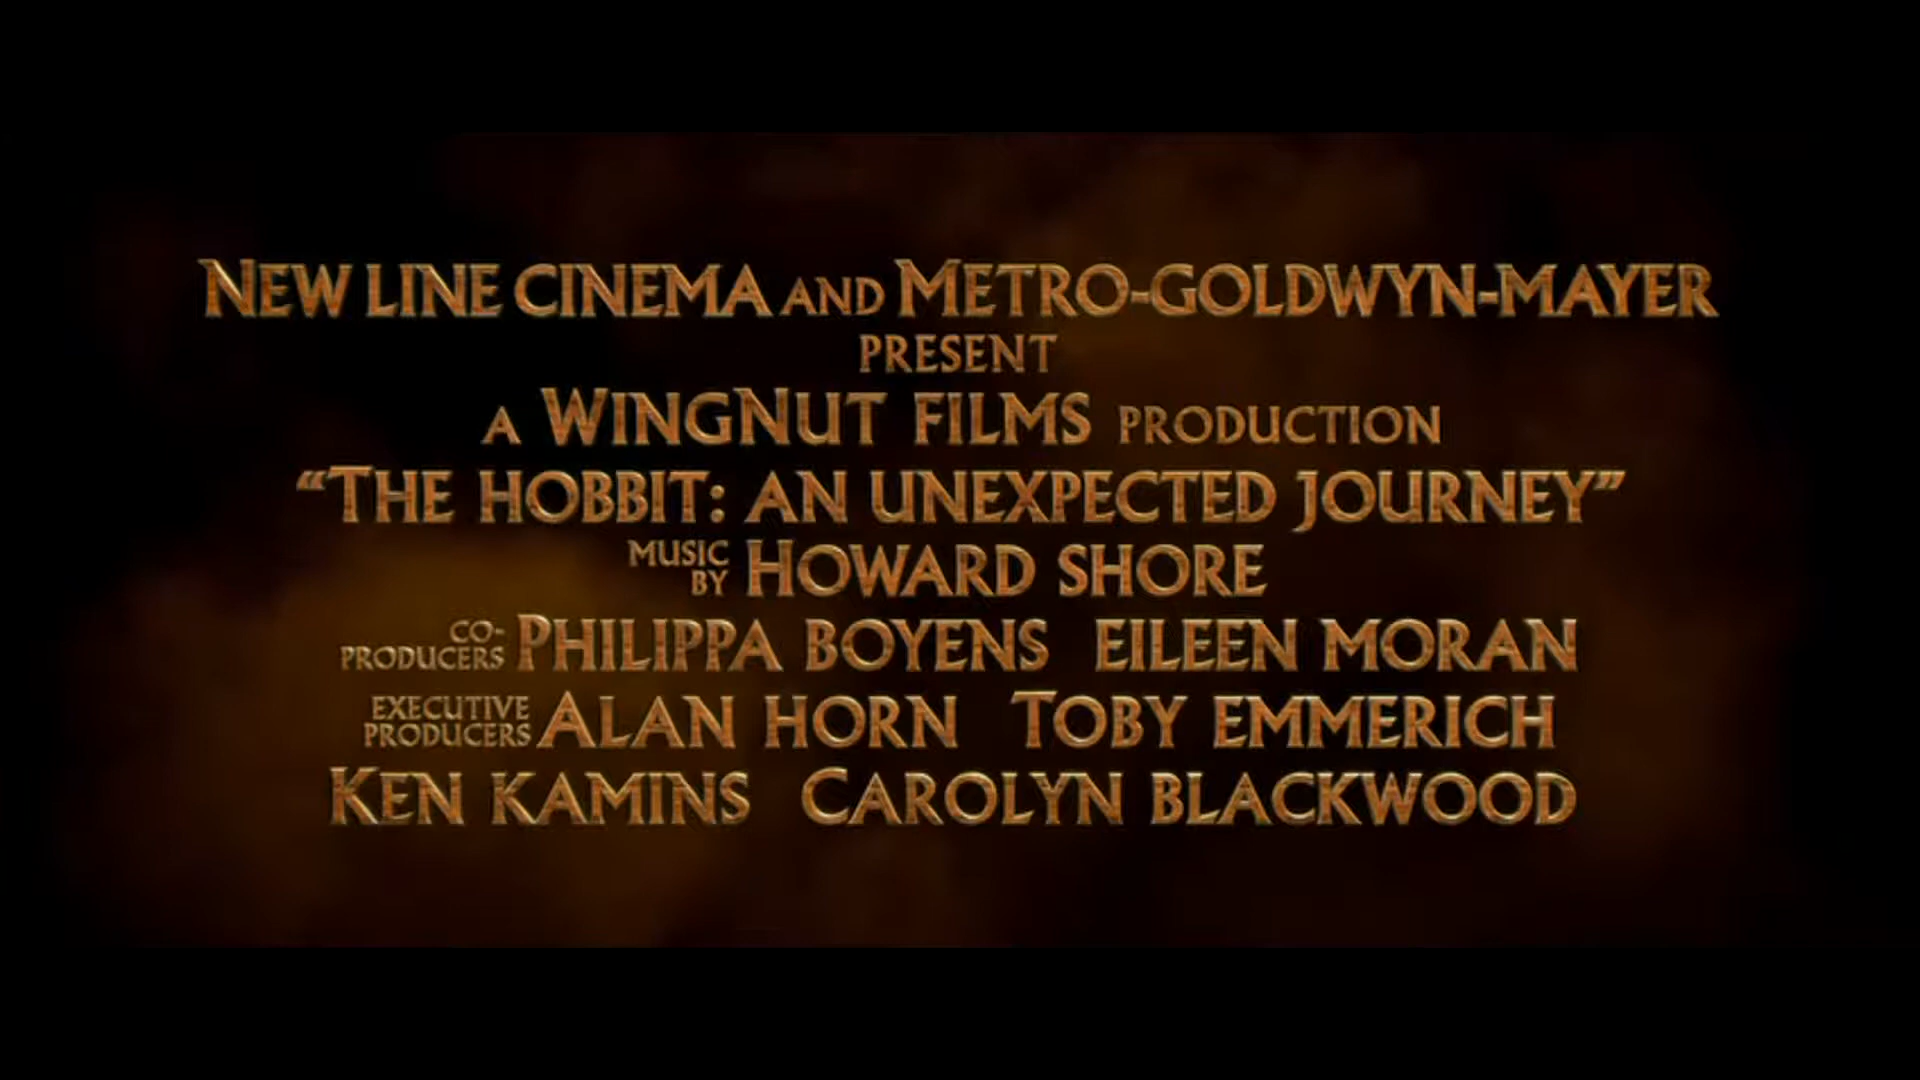 NEW LINE CINEMA AND METRO-GOLDWYN-MAYER
PRESENT
A WINGNUT FILMS PRODUCTION
“THE HOBBIT: AN UNEXPECTED JOURNEY”
MUSIC BY HOWARD SHORE
CO-PRODUCERS PHILIPPA BOYENS EILEEN MORAN
EXECUTIVE PRODUCERS ALAN HORN TOBY EMMERICH
KEN KAMINS CAROLYN BLACKWOOD